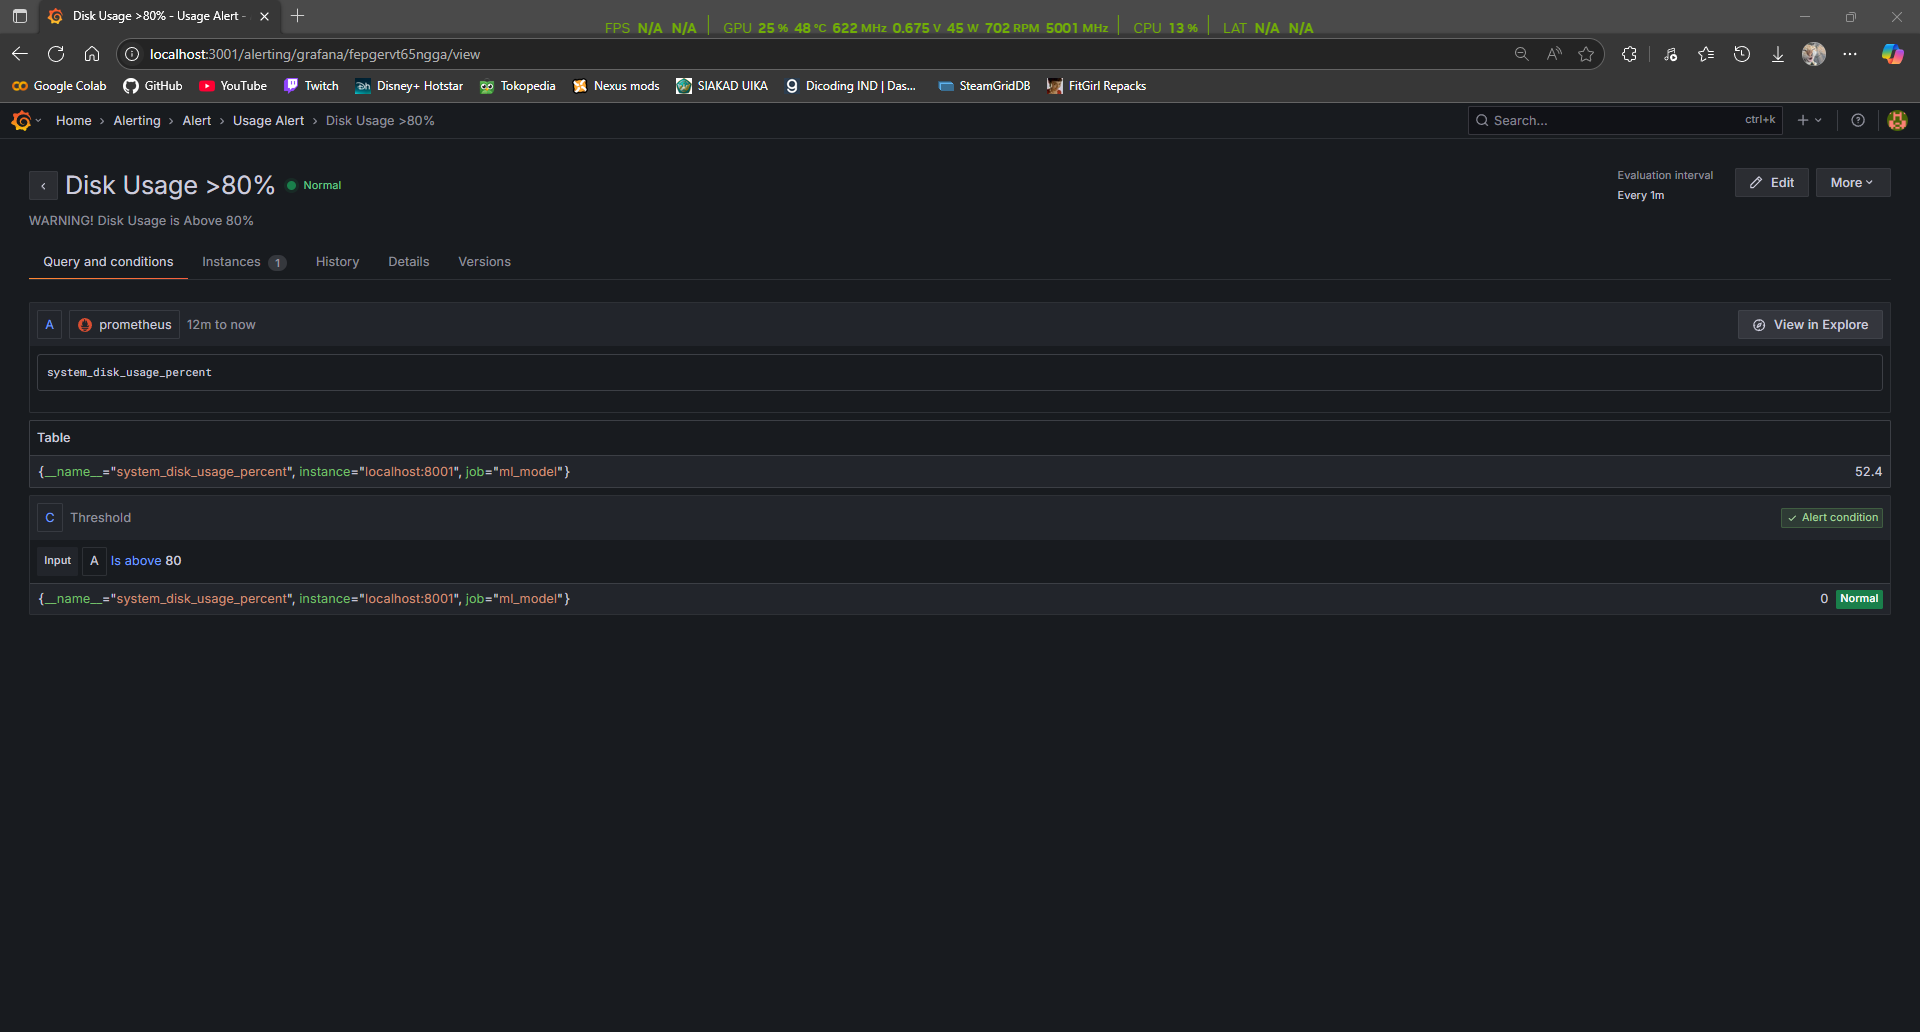 Disk Usage >80% - Usage Alert -
FPS N/A N/A GPU 25 % 48 °C 622 MHz 0.675 V 45 W 702 RPM 5001 MHz CPU 13 % LAT N/A N/A
localhost:3001/alerting/grafana/fepgervt65ngga/view
Google Colab GitHub YouTube Twitch Disney+ Hotstar Tokopedia Nexus mods SIAKAD UIKA Dicoding IND | Das... SteamGridDB FitGirl Repacks
Home › Alerting › Alert › Usage Alert › Disk Usage >80% Search... ctrl+k
Disk Usage >80% Normal
Evaluation interval
Every 1m
Edit More
WARNING! Disk Usage is Above 80%
Query and conditions Instances 1 History Details Versions
A prometheus 12m to now View in Explore
system_disk_usage_percent
Table
{__name__="system_disk_usage_percent", instance="localhost:8001", job="ml_model"} 52.4
C Threshold Alert condition
Input A Is above 80
{__name__="system_disk_usage_percent", instance="localhost:8001", job="ml_model"} 0 Normal